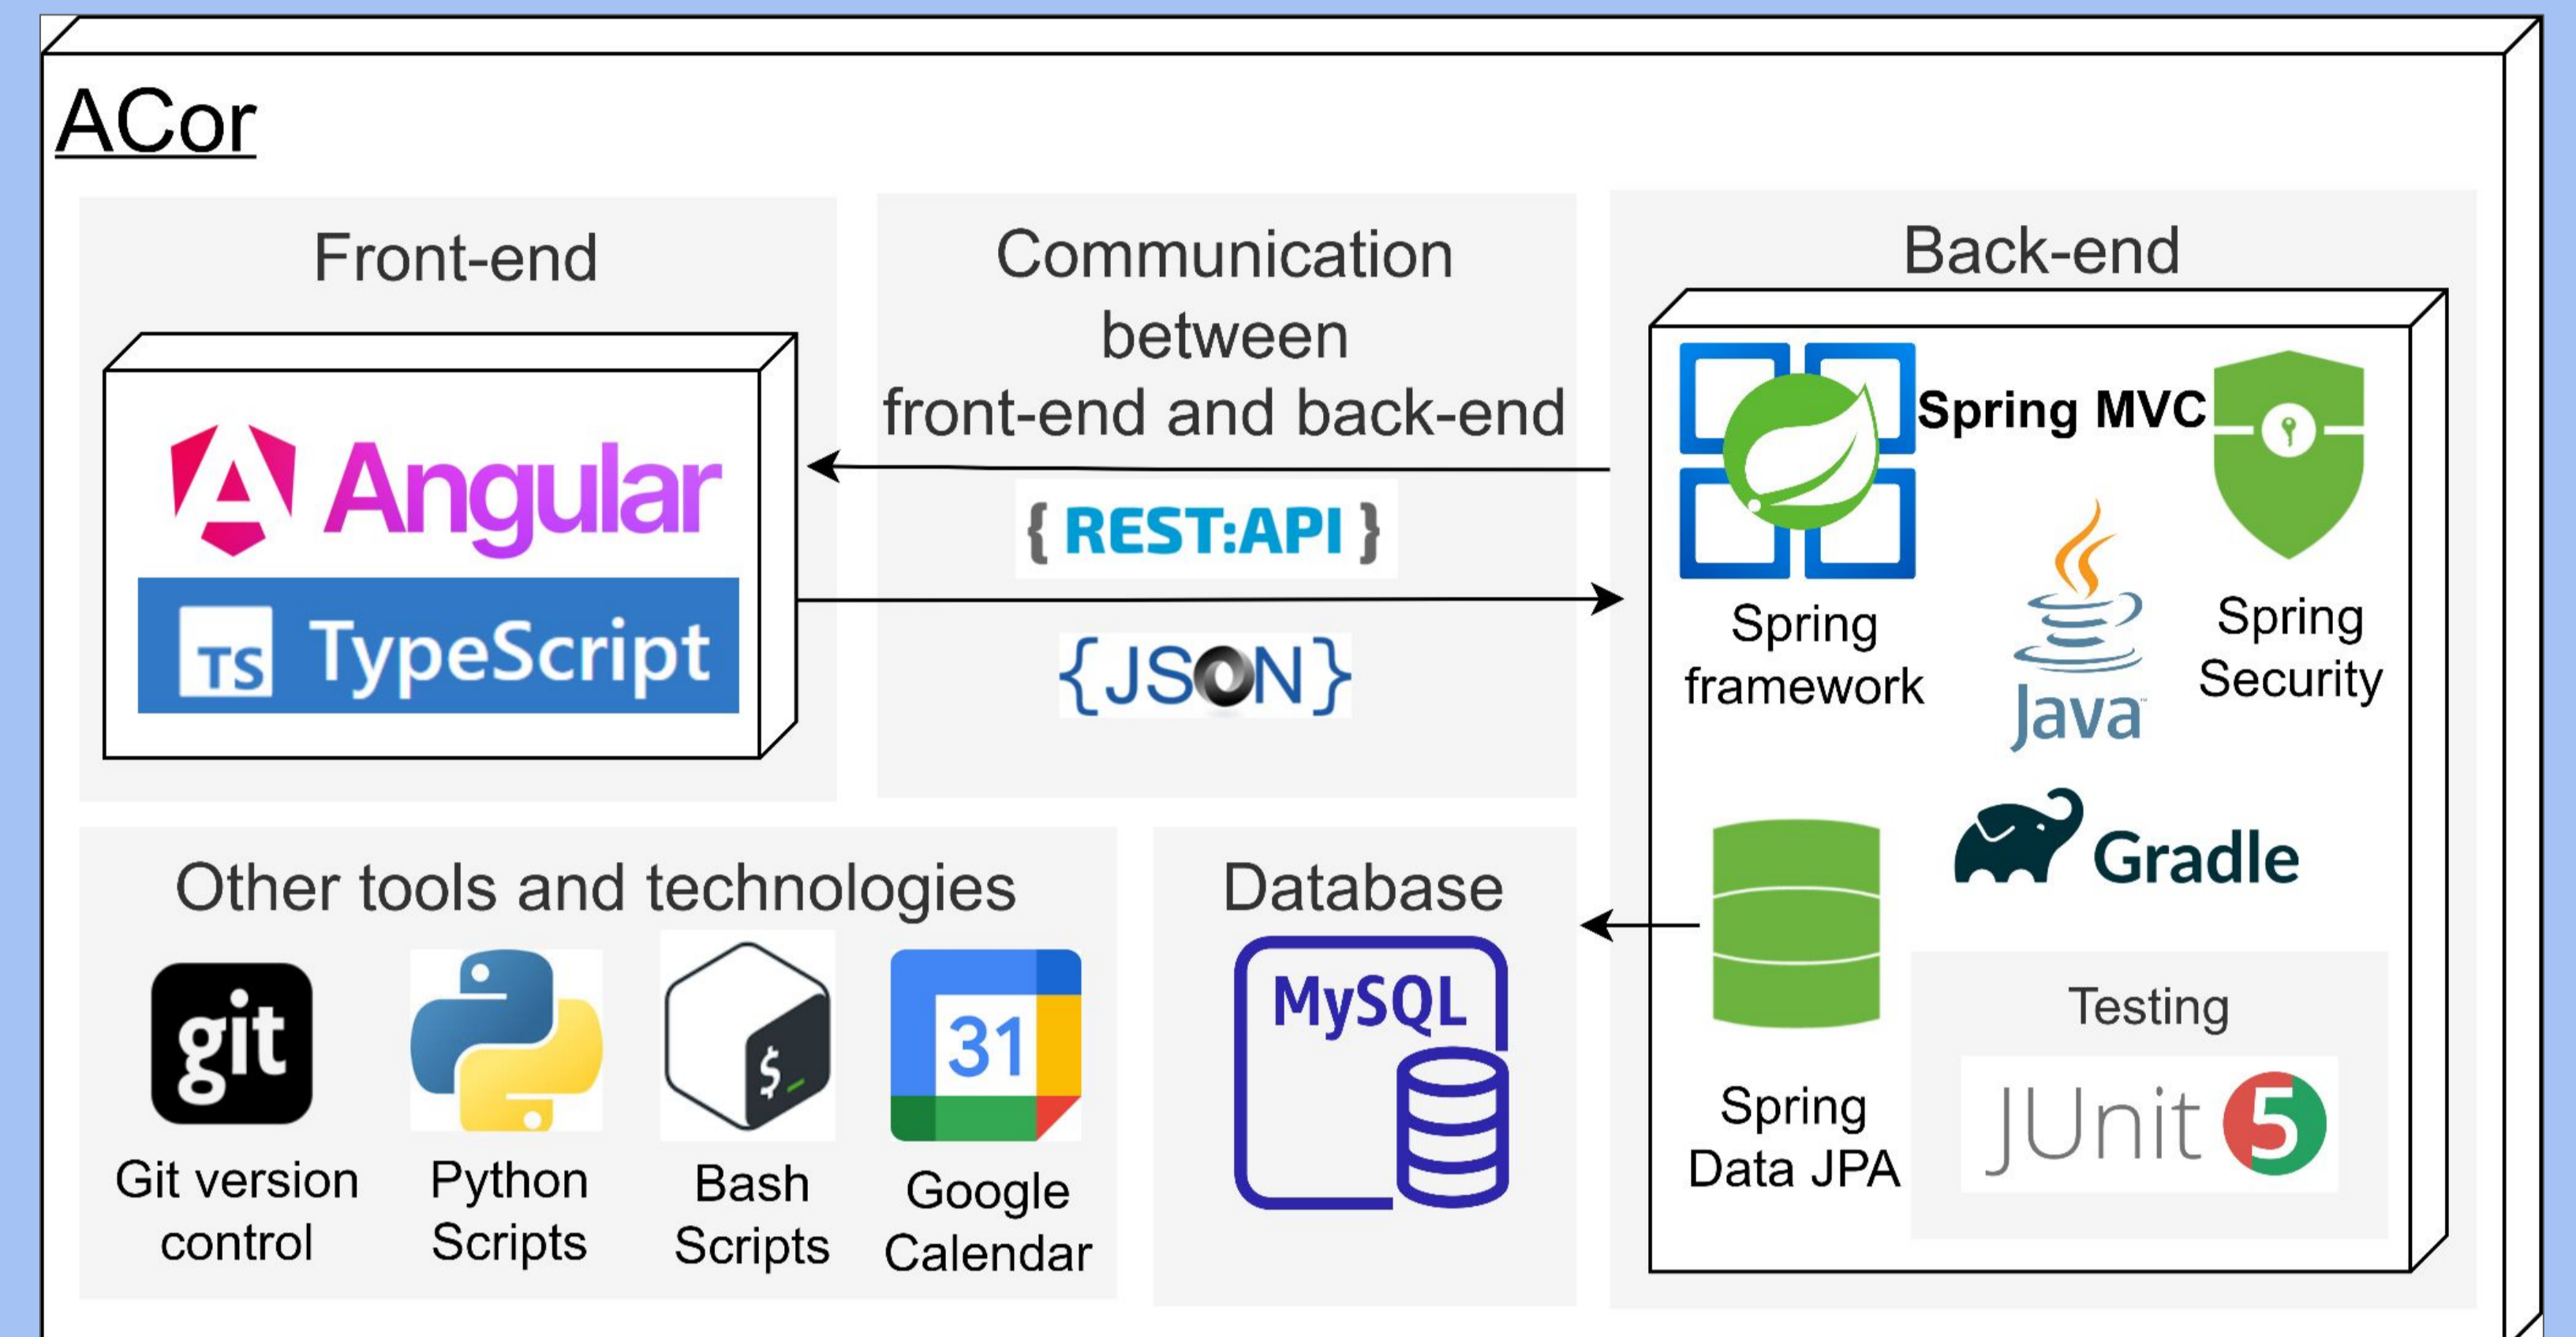 ACor
Front-end
Angular
TS TypeScript
Communication
between
front-end and back-end
{ REST:API }
{JSON}
Back-end
Spring MVC
Spring
framework
Java™
Spring
Security
Gradle
Spring
Data JPA
Testing
JUnit 5
Other tools and technologies
git
Git version
control
Python
Scripts
$_
Bash
Scripts
31
Google
Calendar
Database
MySQL